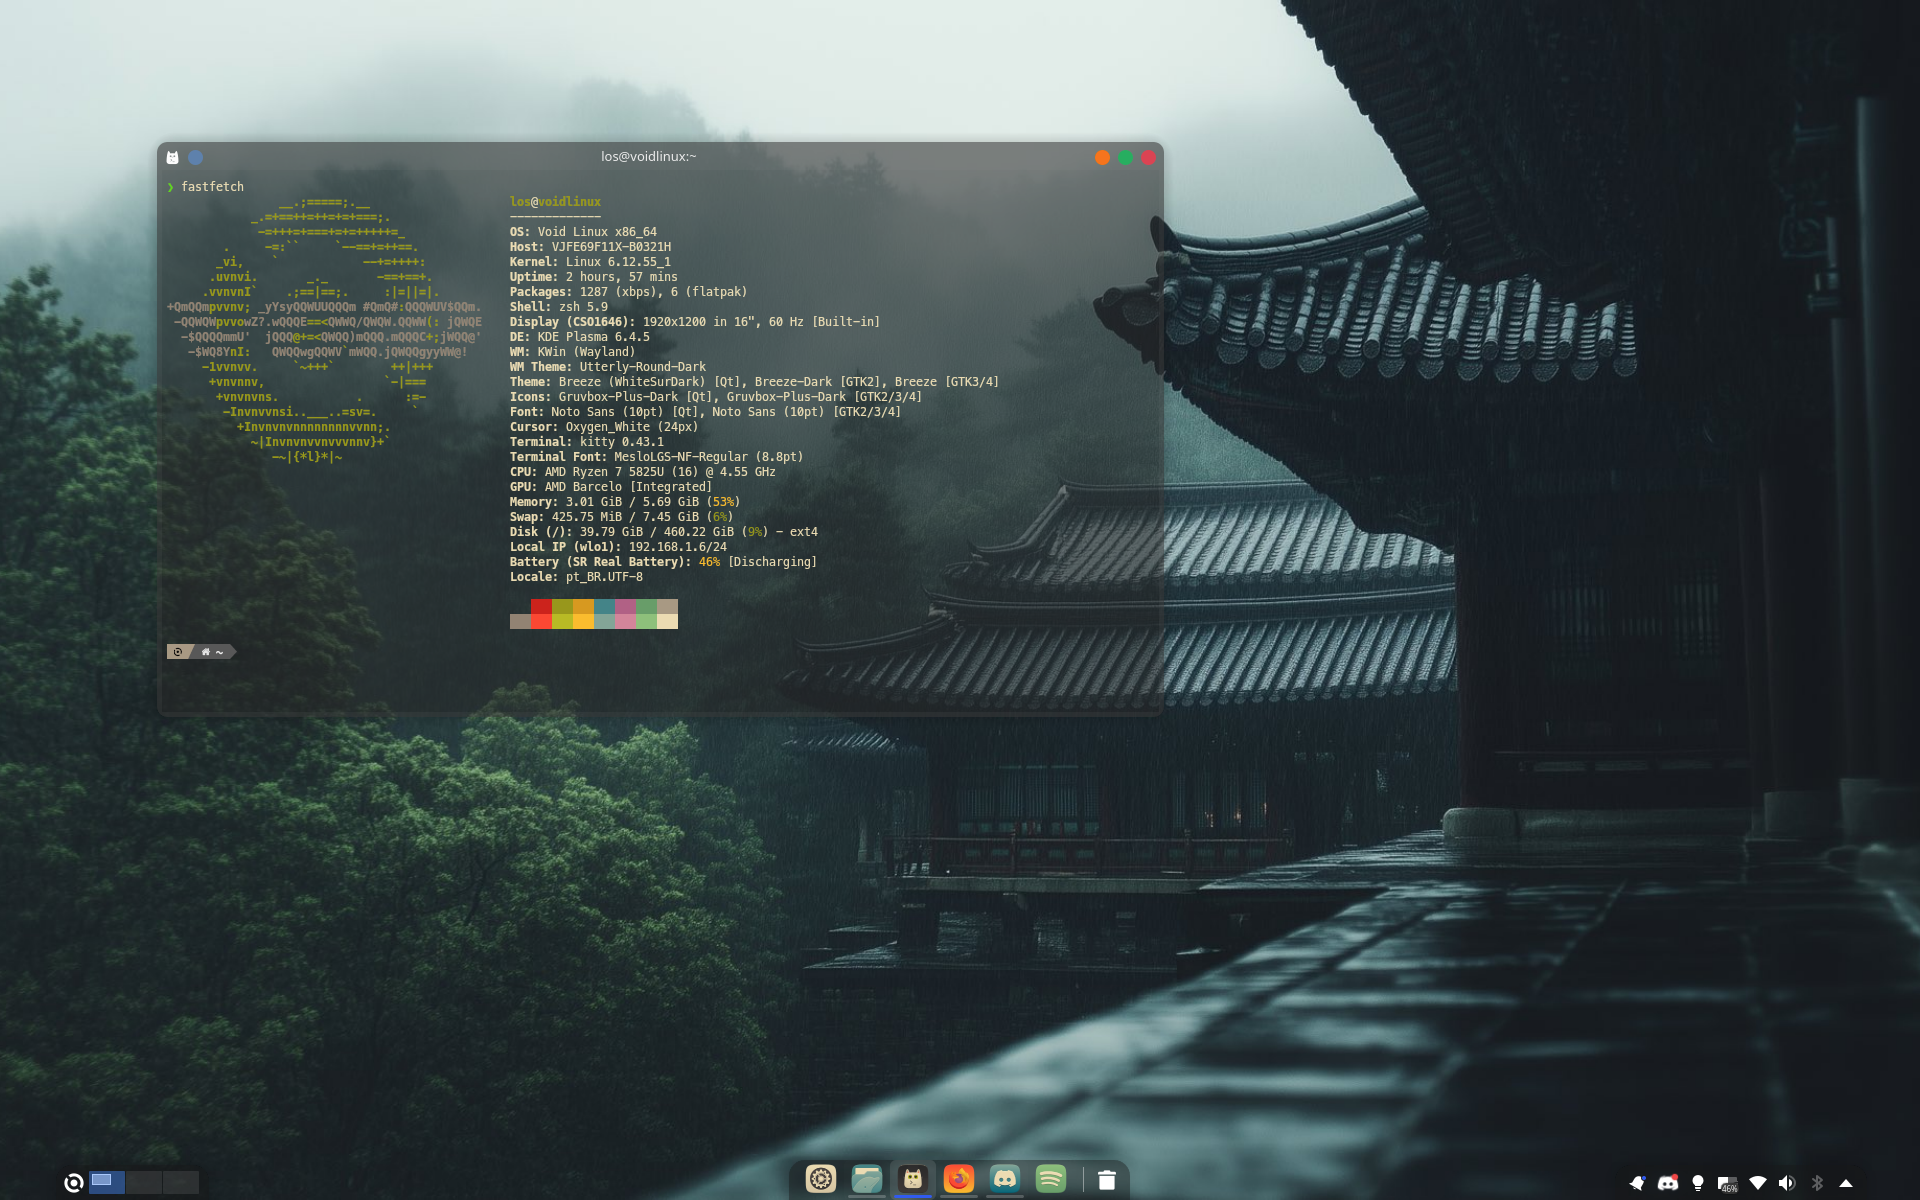 los@voidlinux:~
❯ fastfetch
__.;=====;.__
_.=+==++=++=+=+===;.
-=+++=+===+=+=+++++=_
. -=:`` `--==+=++==.
_vi, ` --+=++++:
.uvnvi. _._ -==+==+.
.vvnvnI` .;==|==;. :|=||=|.
+QmQQmpvvnv; _yYsyQQWUUQQQm #QmQ#:QQQWUV$QQm.
-QQWQWpvvowZ?.wQQQE==<QWWQ/QWQW.QQWW(: jQWQE
-$QQQQmmU' jQQQ@+=<QWQQ)mQQQ.mQQQC+;jWQQ@'
-$WQ8YnI: QWQQwgQQWV`mWQQ.jQWQQgyyWW@!
-1vvnvv. `~+++` ++|+++
+vnvnnv, `-|===
+vnvnvns. . :=-
-Invnvvnsi..___..=sv=. `
+Invnvnvnnnnnnnnvvnn;.
~|Invnvnvvnvvvnnv}+`
-~|{*l}*|~
los@voidlinux
-------------
OS: Void Linux x86_64
Host: VJFE69F11X-B0321H
Kernel: Linux 6.12.55_1
Uptime: 2 hours, 57 mins
Packages: 1287 (xbps), 6 (flatpak)
Shell: zsh 5.9
Display (CSO1646): 1920x1200 in 16", 60 Hz [Built-in]
DE: KDE Plasma 6.4.5
WM: KWin (Wayland)
WM Theme: Utterly-Round-Dark
Theme: Breeze (WhiteSurDark) [Qt], Breeze-Dark [GTK2], Breeze [GTK3/4]
Icons: Gruvbox-Plus-Dark [Qt], Gruvbox-Plus-Dark [GTK2/3/4]
Font: Noto Sans (10pt) [Qt], Noto Sans (10pt) [GTK2/3/4]
Cursor: Oxygen_White (24px)
Terminal: kitty 0.43.1
Terminal Font: MesloLGS-NF-Regular (8.8pt)
CPU: AMD Ryzen 7 5825U (16) @ 4.55 GHz
GPU: AMD Barcelo [Integrated]
Memory: 3.01 GiB / 5.69 GiB (53%)
Swap: 425.75 MiB / 7.45 GiB (6%)
Disk (/): 39.79 GiB / 460.22 GiB (9%) - ext4
Local IP (wlo1): 192.168.1.6/24
Battery (SR Real Battery): 46% [Discharging]
Locale: pt_BR.UTF-8
~
46%